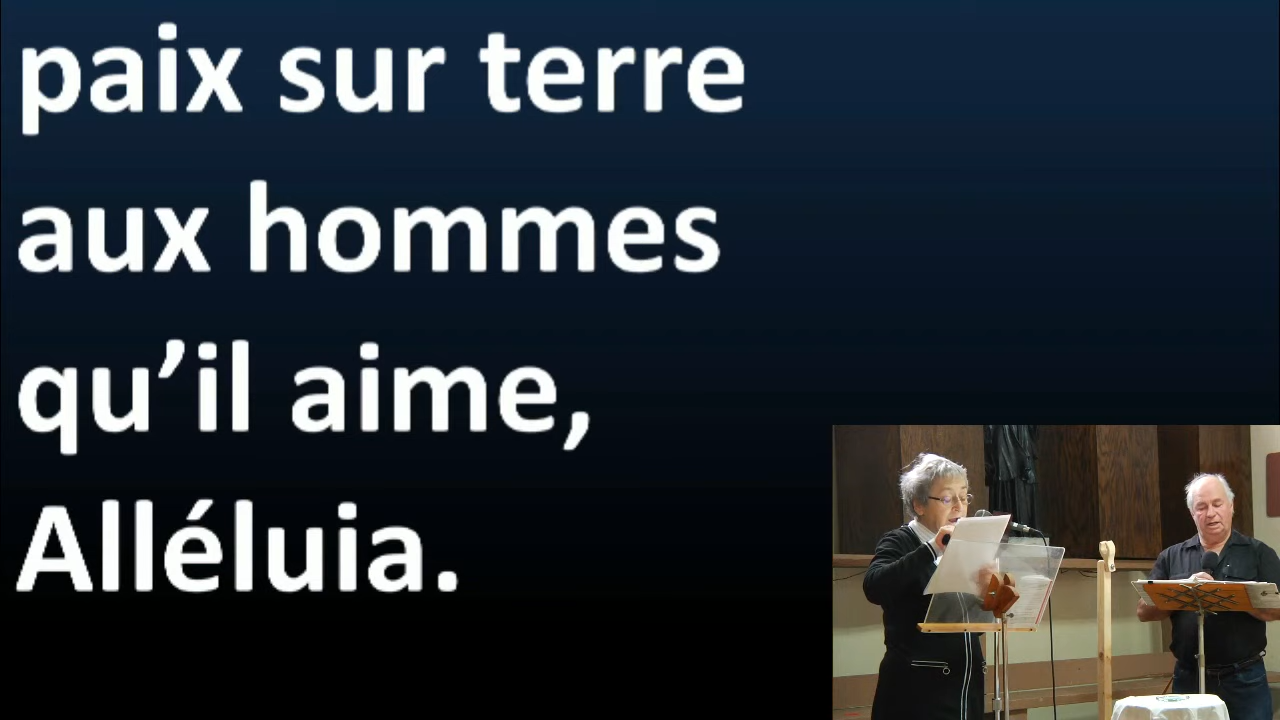 paix sur terre
aux hommes
qu’il aime,
Alléluia.